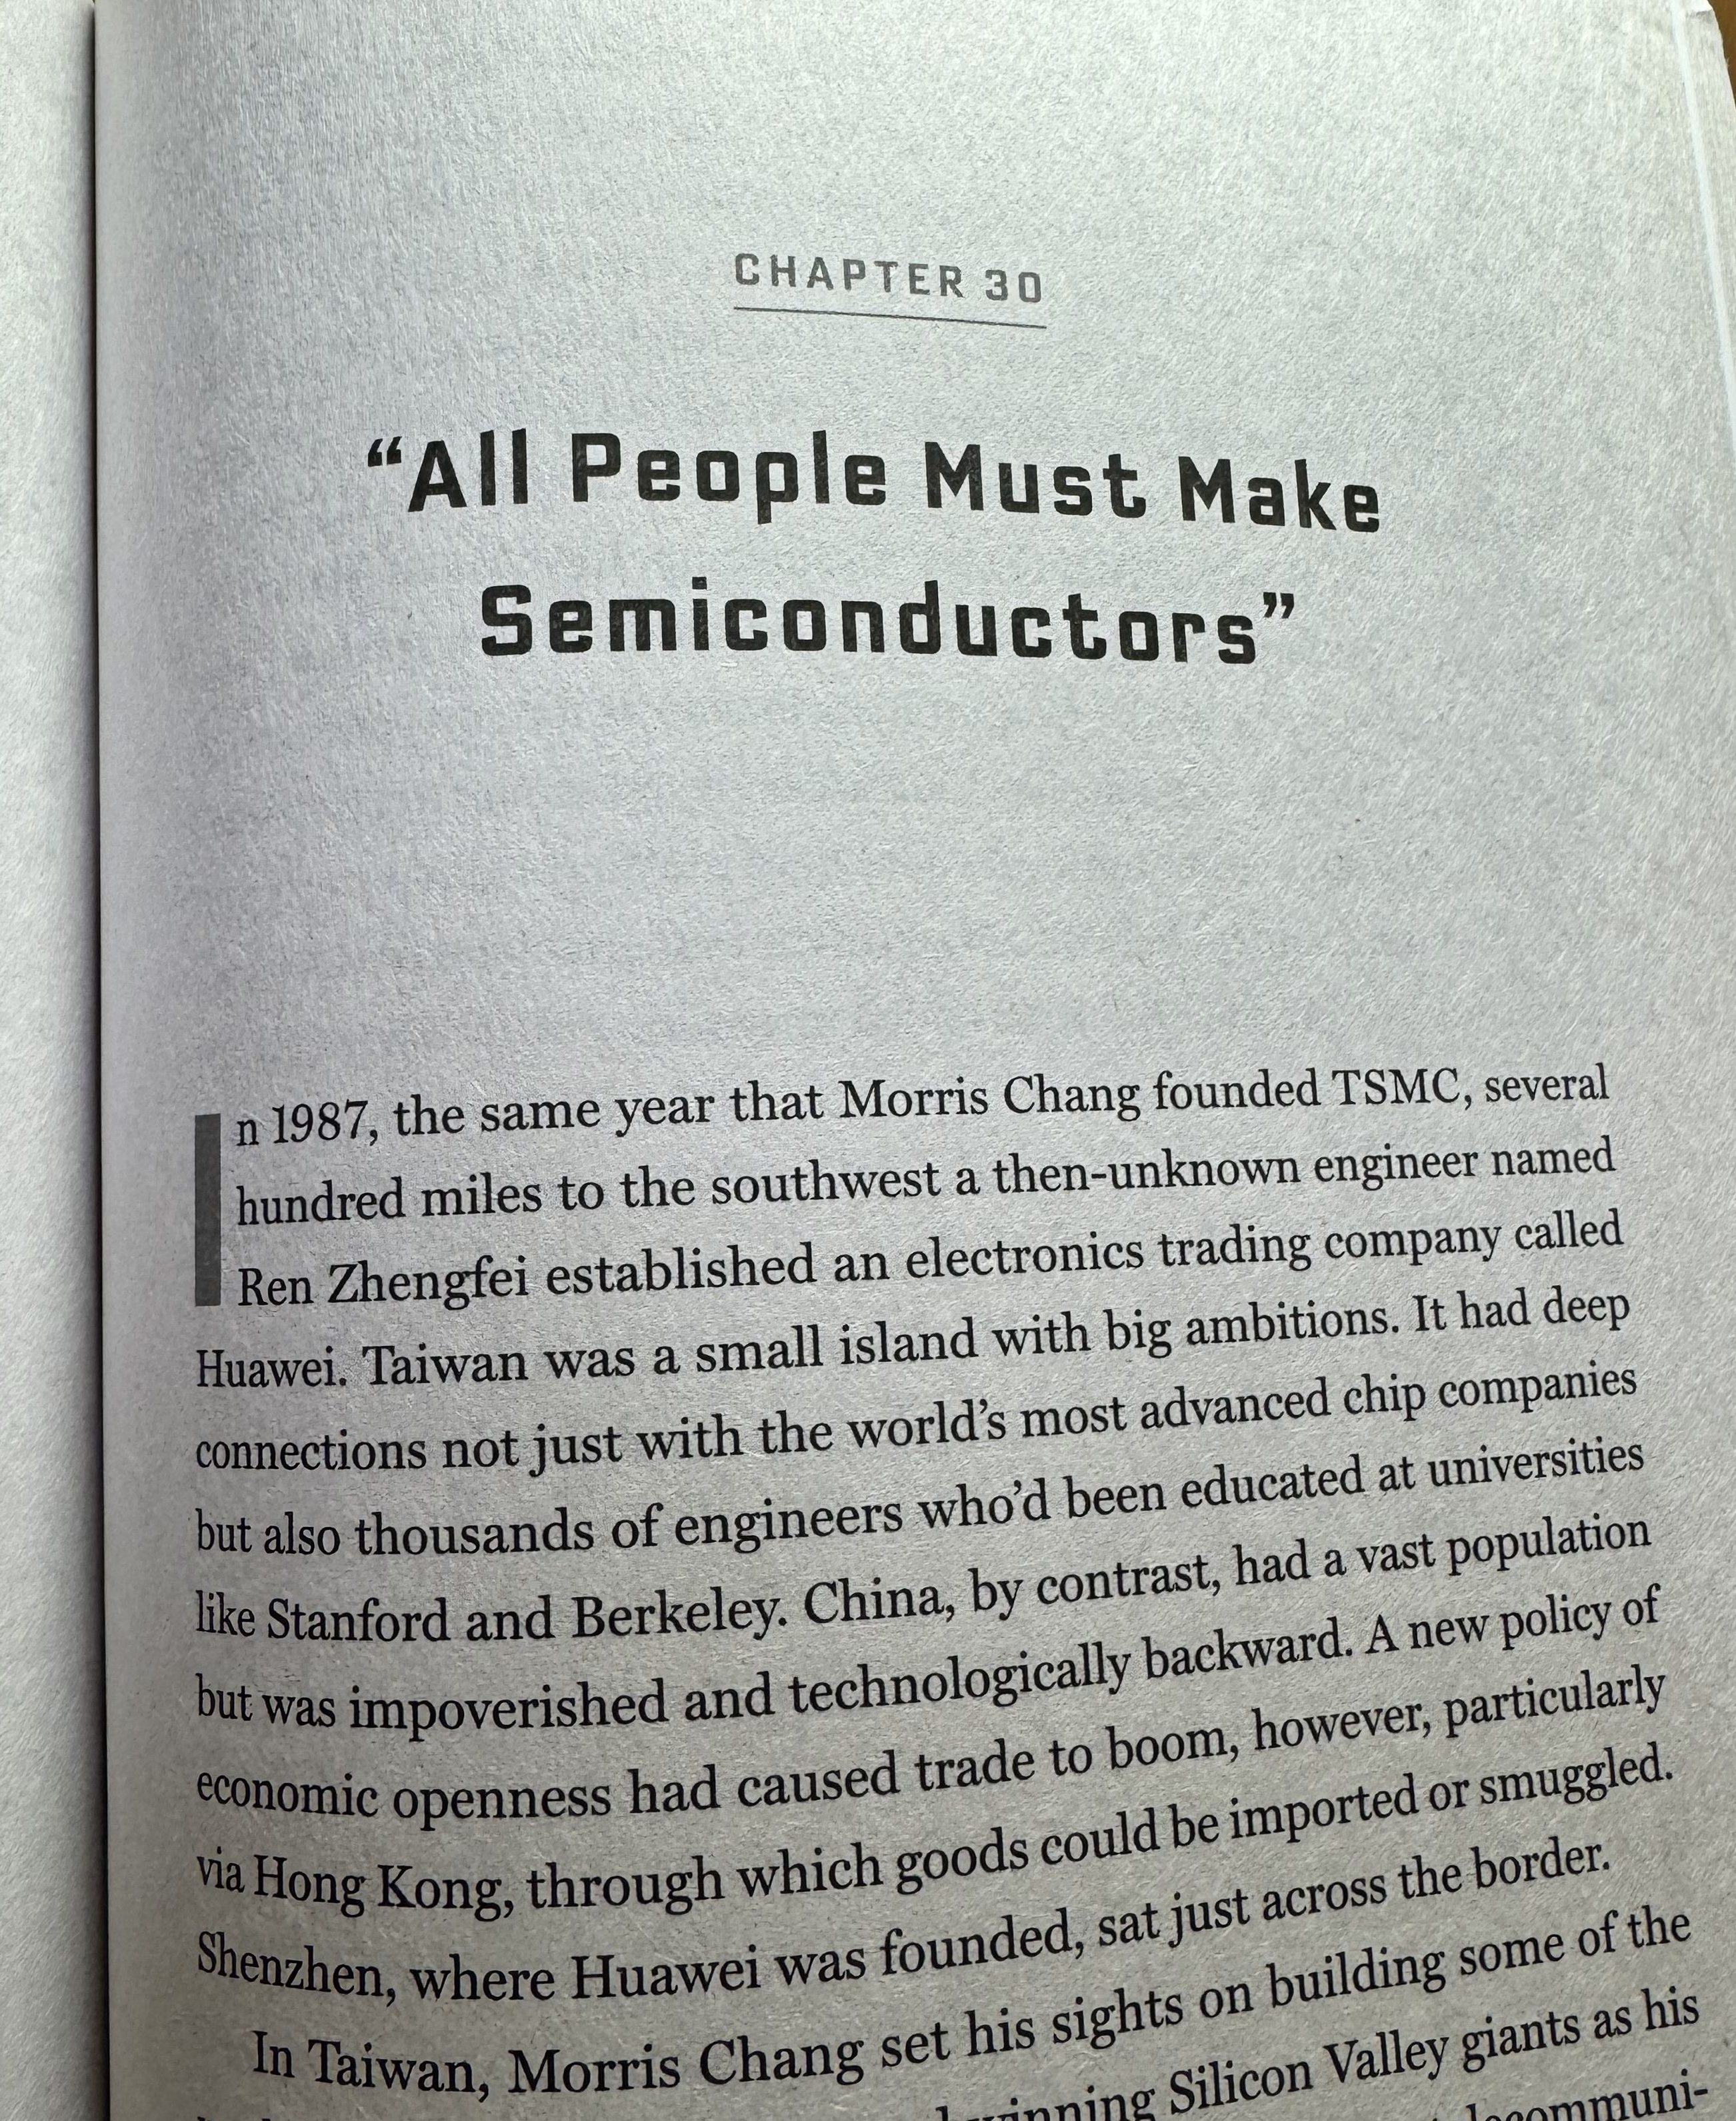 CHAPTER 30
“All People Must Make
Semiconductors”
In 1987, the same year that Morris Chang founded TSMC, several
hundred miles to the southwest a then-unknown engineer named
Ren Zhengfei established an electronics trading company called
Huawei. Taiwan was a small island with big ambitions. It had deep
connections not just with the world’s most advanced chip companies
but also thousands of engineers who’d been educated at universities
like Stanford and Berkeley. China, by contrast, had a vast population
but was impoverished and technologically backward. A new policy of
economic openness had caused trade to boom, however, particularly
via Hong Kong, through which goods could be imported or smuggled.
Shenzhen, where Huawei was founded, sat just across the border.
In Taiwan, Morris Chang set his sights on building some of the
winning Silicon Valley giants as his